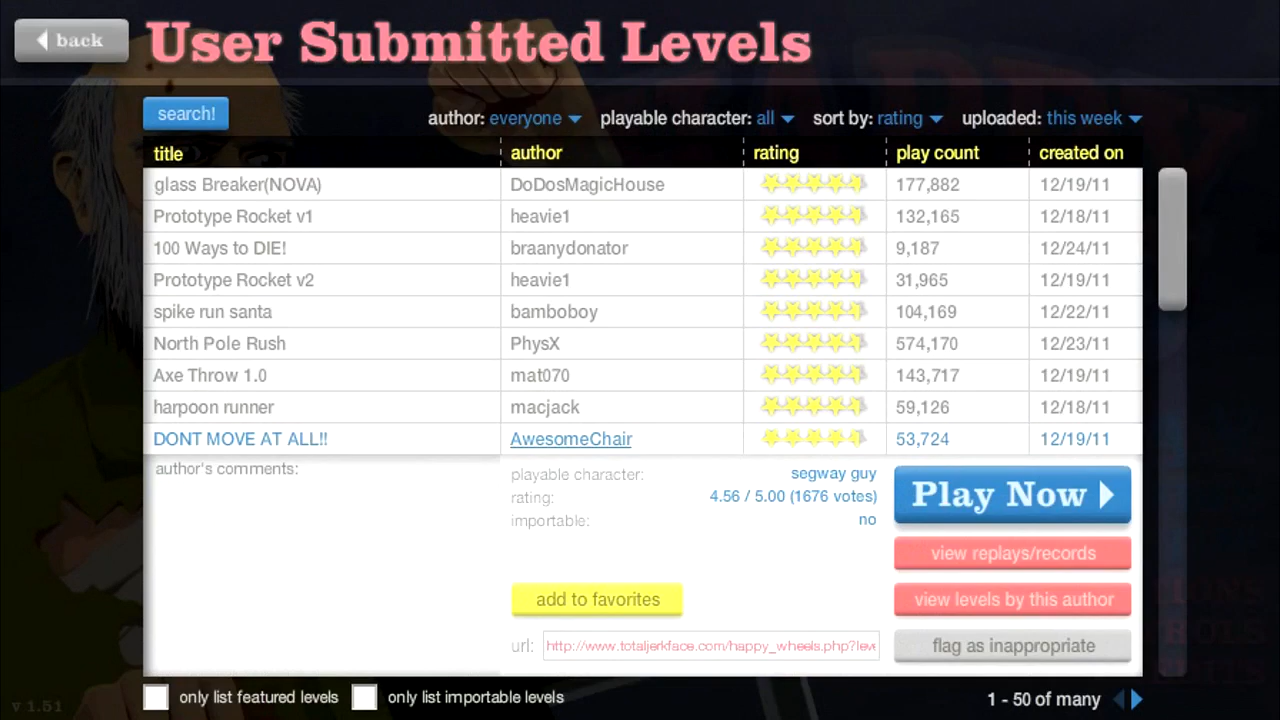 back
User Submitted Levels
search!
author: everyone playable character: all sort by: rating uploaded: this week
title author rating play count created on
glass Breaker(NOVA) DoDosMagicHouse 177,882 12/19/11
Prototype Rocket v1 heavie1 132,165 12/18/11
100 Ways to DIE! braanydonator 9,187 12/24/11
Prototype Rocket v2 heavie1 31,965 12/19/11
spike run santa bamboboy 104,169 12/22/11
North Pole Rush PhysX 574,170 12/23/11
Axe Throw 1.0 mat070 143,717 12/19/11
harpoon runner macjack 59,126 12/18/11
DONT MOVE AT ALL!! AwesomeChair 53,724 12/19/11
author's comments:
playable character: segway guy
rating: 4.56 / 5.00 (1676 votes)
importable: no
Play Now
view replays/records
add to favorites
view levels by this author
url: http://www.totaljerkface.com/happy_wheels.php?lev
flag as inappropriate
only list featured levels only list importable levels
1 - 50 of many
v 1.51